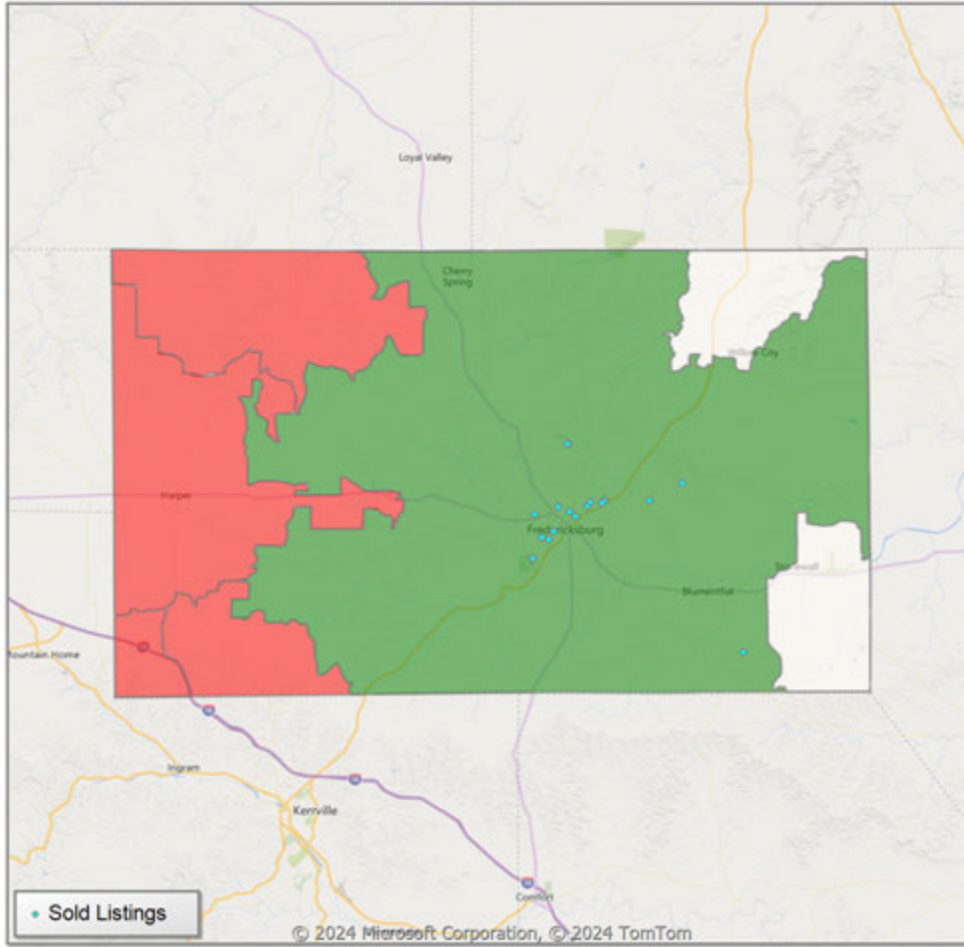 Loyal Valley
Cherry
Spring
Willow City
Harper
Fredericksburg
Stonewall
Blumenthal
Mountain Home
Ingram
Kerrville
Comfort
Sold Listings
© 2024 Microsoft Corporation, © 2024 TomTom